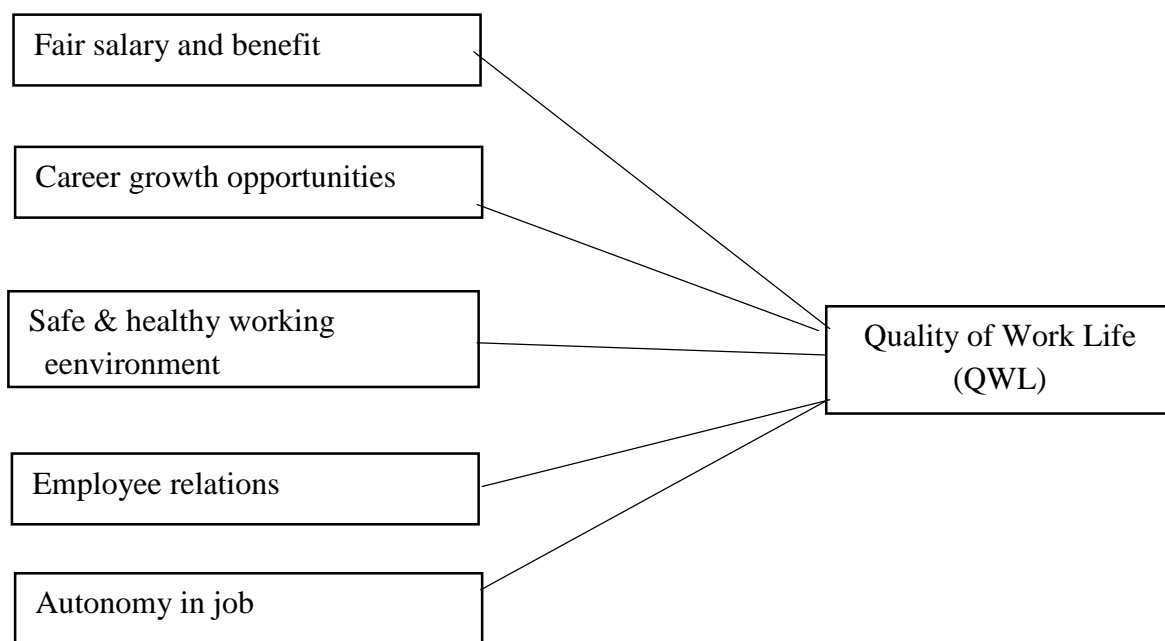 Fair salary and benefit
Career growth opportunities
Safe & healthy working
eenvironment
Quality of Work Life
(QWL)
Employee relations
Autonomy in job